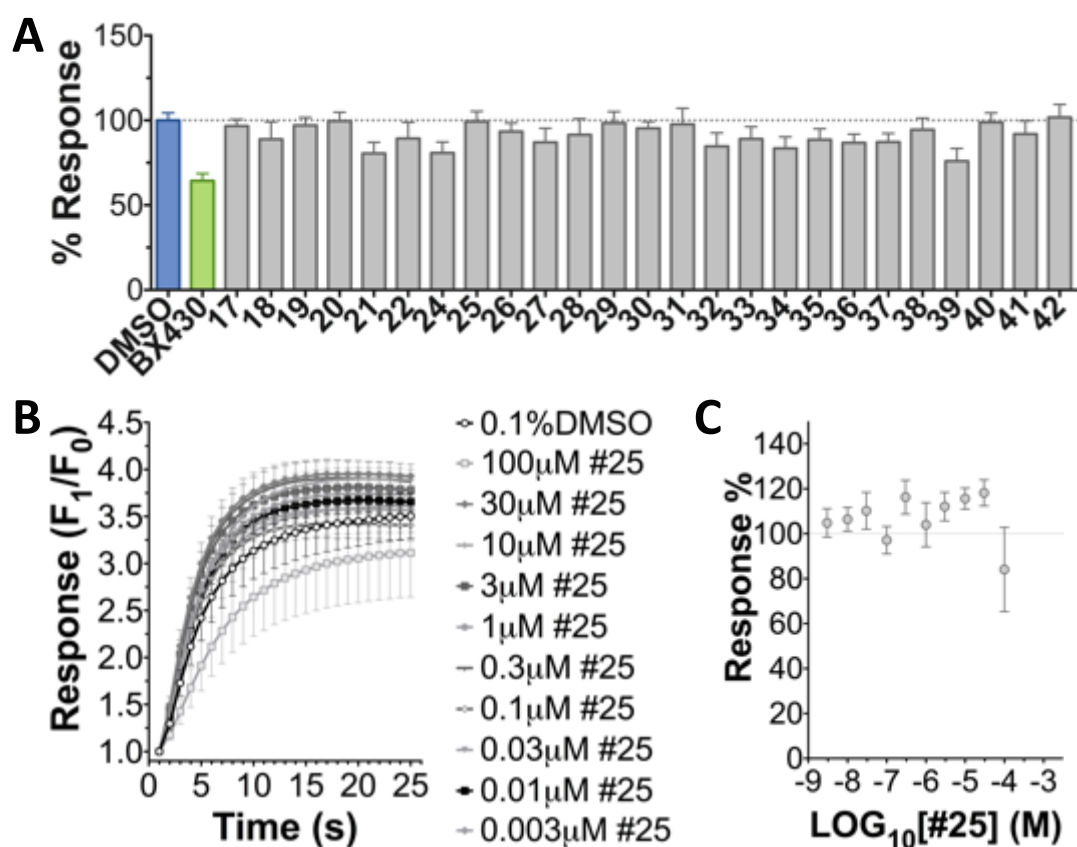 A
% Response
150
100
50
0
DMSO
BX430
17
18
19
20
21
22
24
25
26
27
28
29
30
31
32
33
34
35
36
37
38
39
40
41
42
B
Response (F1/F0)
4.5
4.0
3.5
3.0
2.5
2.0
1.5
1.0
0 5 10 15 20 25
Time (s)
0.1%DMSO
100μM #25
30μM #25
10μM #25
3μM #25
1μM #25
0.3μM #25
0.1μM #25
0.03μM #25
0.01μM #25
0.003μM #25
C
Response %
140
120
100
80
60
40
20
0
-9 -8 -7 -6 -5 -4 -3
LOG10[#25] (M)